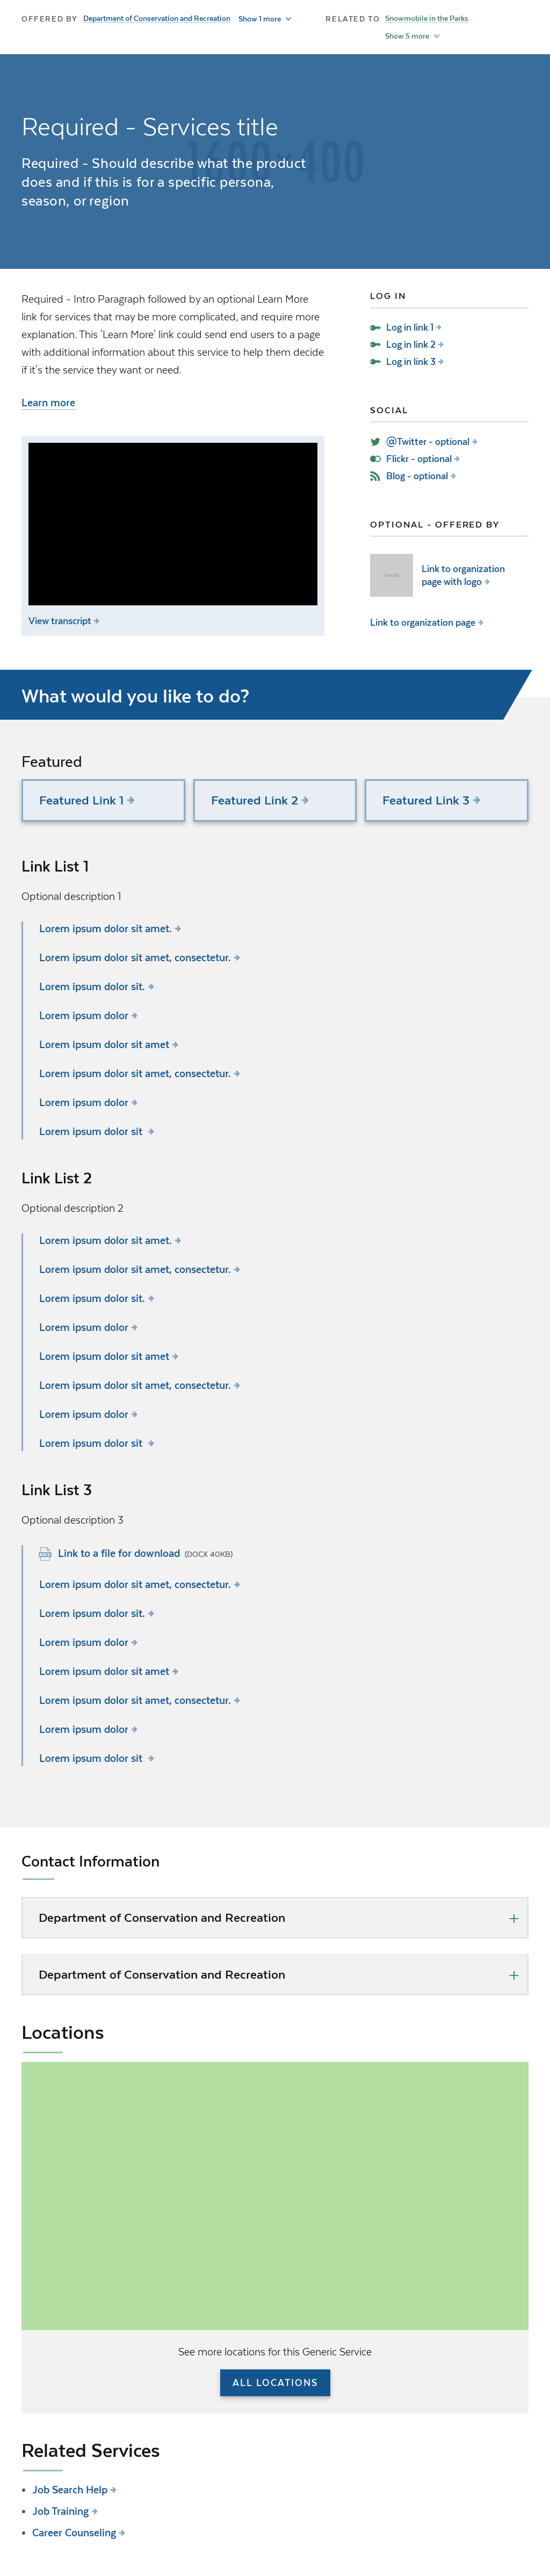 OFFERED BY Department of Conservation and Recreation Show 1 more
RELATED TO Snowmobile in the Parks
Show 5 more
1600×400
Required - Services title
Required - Should describe what the product
does and if this is for a specific persona,
season, or region
Required - Intro Paragraph followed by an optional Learn More
link for services that may be more complicated, and require more
explanation. This 'Learn More' link could send end users to a page
with additional information about this service to help them decide
if it's the service they want or need.
Learn more
View transcript
LOG IN
Log in link 1
Log in link 2
Log in link 3
SOCIAL
@Twitter - optional
Flickr - optional
Blog - optional
OPTIONAL - OFFERED BY
Link to organization
page with logo
Link to organization page
What would you like to do?
Featured
Featured Link 1
Featured Link 2
Featured Link 3
Link List 1
Optional description 1
Lorem ipsum dolor sit amet.
Lorem ipsum dolor sit amet, consectetur.
Lorem ipsum dolor sit.
Lorem ipsum dolor
Lorem ipsum dolor sit amet
Lorem ipsum dolor sit amet, consectetur.
Lorem ipsum dolor
Lorem ipsum dolor sit
Link List 2
Optional description 2
Lorem ipsum dolor sit amet.
Lorem ipsum dolor sit amet, consectetur.
Lorem ipsum dolor sit.
Lorem ipsum dolor
Lorem ipsum dolor sit amet
Lorem ipsum dolor sit amet, consectetur.
Lorem ipsum dolor
Lorem ipsum dolor sit
Link List 3
Optional description 3
Link to a file for download (DOCX 40KB)
Lorem ipsum dolor sit amet, consectetur.
Lorem ipsum dolor sit.
Lorem ipsum dolor
Lorem ipsum dolor sit amet
Lorem ipsum dolor sit amet, consectetur.
Lorem ipsum dolor
Lorem ipsum dolor sit
Contact Information
Department of Conservation and Recreation
Department of Conservation and Recreation
Locations
See more locations for this Generic Service
ALL LOCATIONS
Related Services
Job Search Help
Job Training
Career Counseling